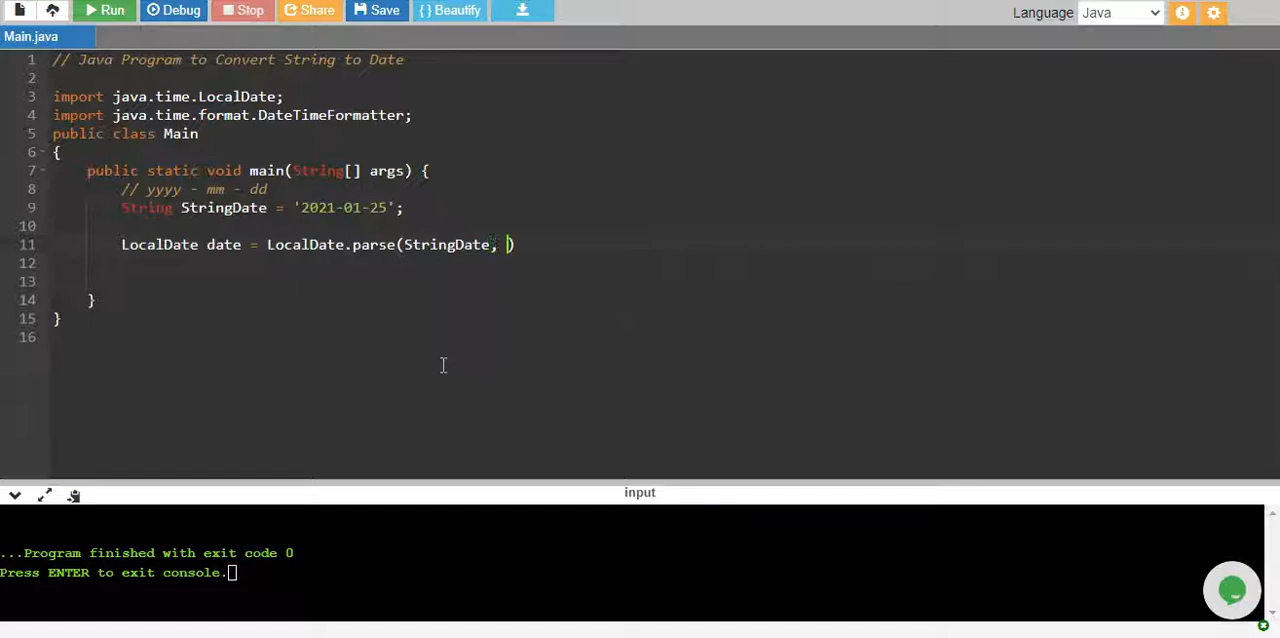 Run Debug Stop Share Save { } Beautify Language Java
Main.java
1 // Java Program to Convert String to Date
2
3 import java.time.LocalDate;
4 import java.time.format.DateTimeFormatter;
5 public class Main
6 {
7 public static void main(String[] args) {
8 // yyyy - mm - dd
9 String StringDate = '2021-01-25';
10
11 LocalDate date = LocalDate.parse(StringDate, )
12
13
14 }
15 }
16
input
...Program finished with exit code 0
Press ENTER to exit console.